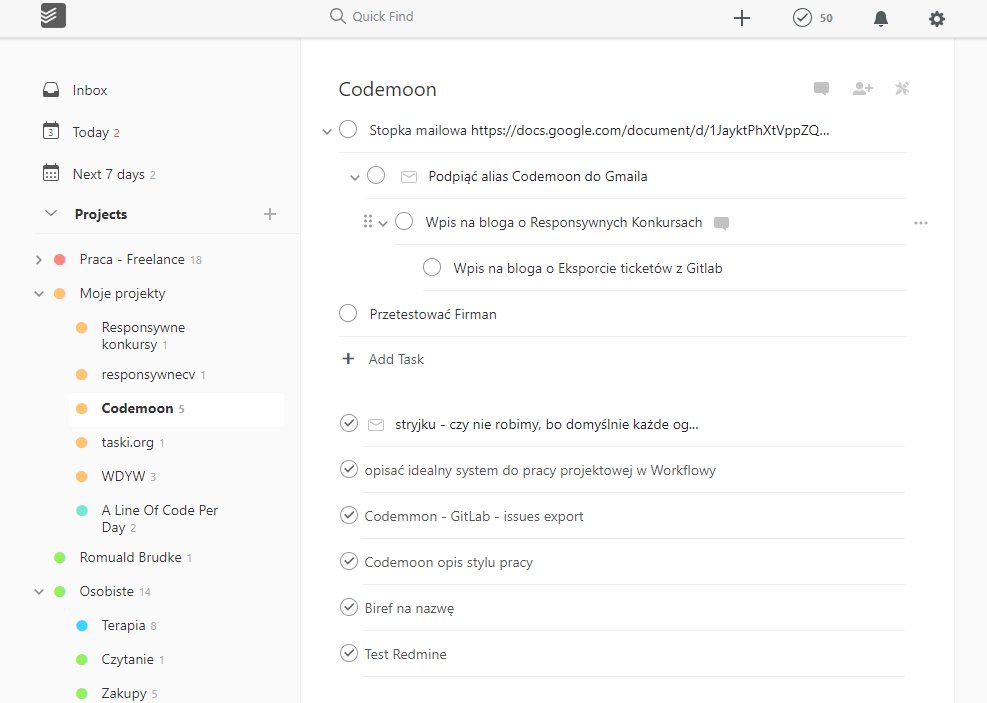 Quick Find
50
Inbox
3
Today 2
Next 7 days 2
Projects
Praca - Freelance 18
Moje projekty
Responsywne
konkursy 1
responsywnecv 1
Codemoon 5
taski.org 1
WDYW 3
A Line Of Code Per
Day 2
Romuald Brudke 1
Osobiste 14
Terapia 8
Czytanie 1
Zakupy 5
Codemoon
Stopka mailowa https://docs.google.com/document/d/1JayktPhXtVppZQ...
Podpiąć alias Codemoon do Gmaila
Wpis na bloga o Responsywnych Konkursach
Wpis na bloga o Eksporcie ticketów z Gitlab
Przetestować Firman
Add Task
stryjku - czy nie robimy, bo domyślnie każde og...
opisać idealny system do pracy projektowej w Workflowy
Codemmon - GitLab - issues export
Codemoon opis stylu pracy
Biref na nazwę
Test Redmine